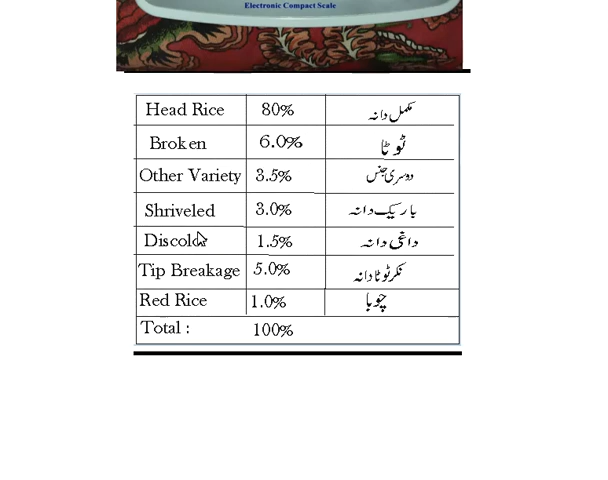 Electronic Compact Scale
Head Rice 80% مکمل دانہ
Broken 6.0% ٹوٹا
Other Variety 3.5% دوسری جنس
Shriveled 3.0% باریک دانہ
Discolo 1.5% داغی دانہ
Tip Breakage 5.0% نکرٹوٹا دانہ
Red Rice 1.0% چوبا
Total : 100%